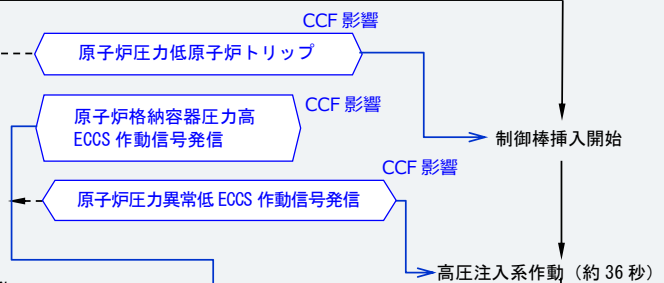 CCF 影響
原子炉圧力低原子炉トリップ
CCF 影響
原子炉格納容器圧力高
ECCS 作動信号発信
制御棒挿入開始
CCF 影響
原子炉圧力異常低 ECCS 作動信号発信
高圧注入系作動（約 36 秒）